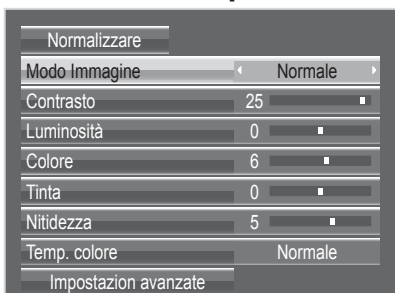 Normalizzare
Modo Immagine Normale
Contrasto 25
Luminosità 0
Colore 6
Tinta 0
Nitidezza 5
Temp. colore Normale
Impostazion avanzate